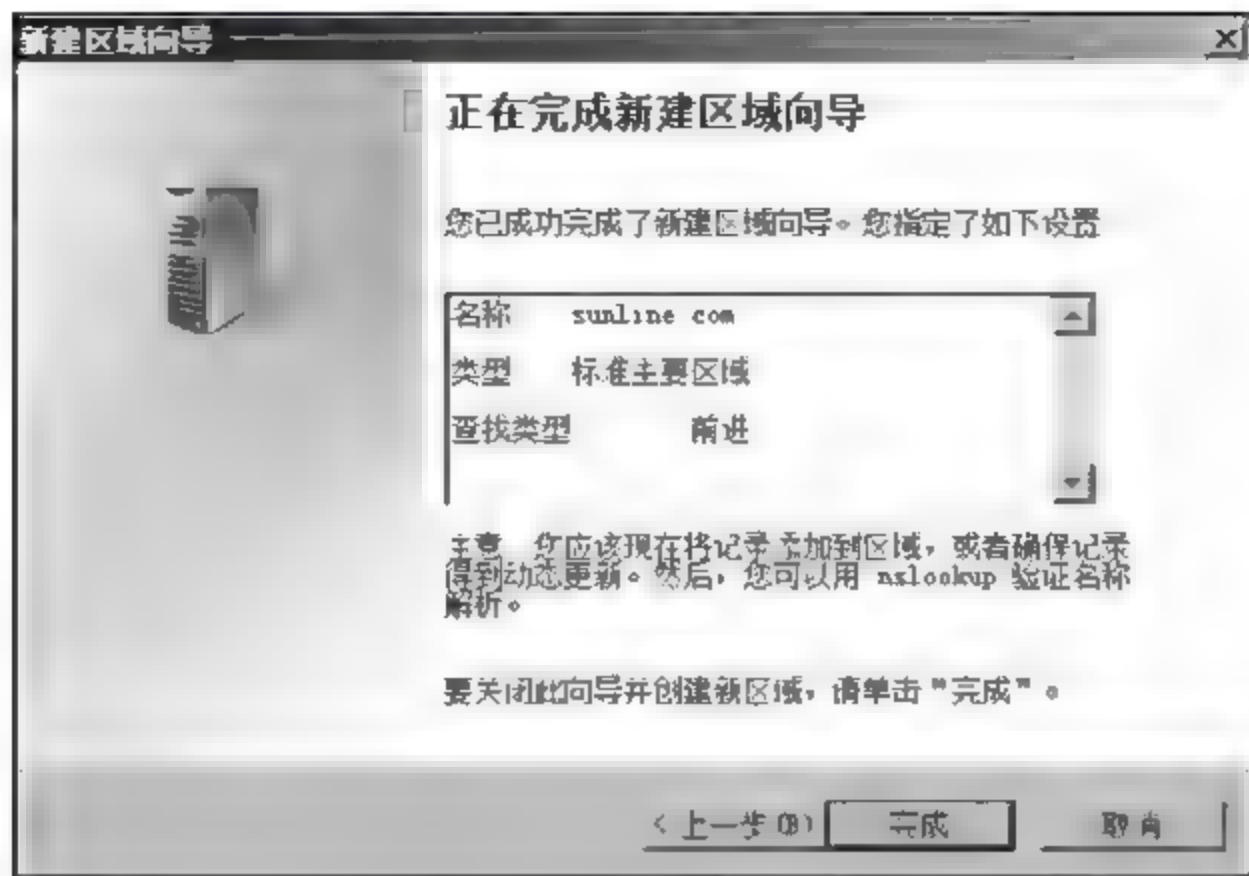 新建区域向导
正在完成新建区域向导
您已成功完成了新建区域向导。您指定了如下设置
名称 sunline com
类型 标准主要区域
查找类型 前进
注意 您应该现在将记录添加到区域，或者确保记录
得到动态更新。然后，您可以用 nslookup 验证名称
解析。
要关闭此向导并创建新区域，请单击"完成"。
< 上一步(B) 完成 取消